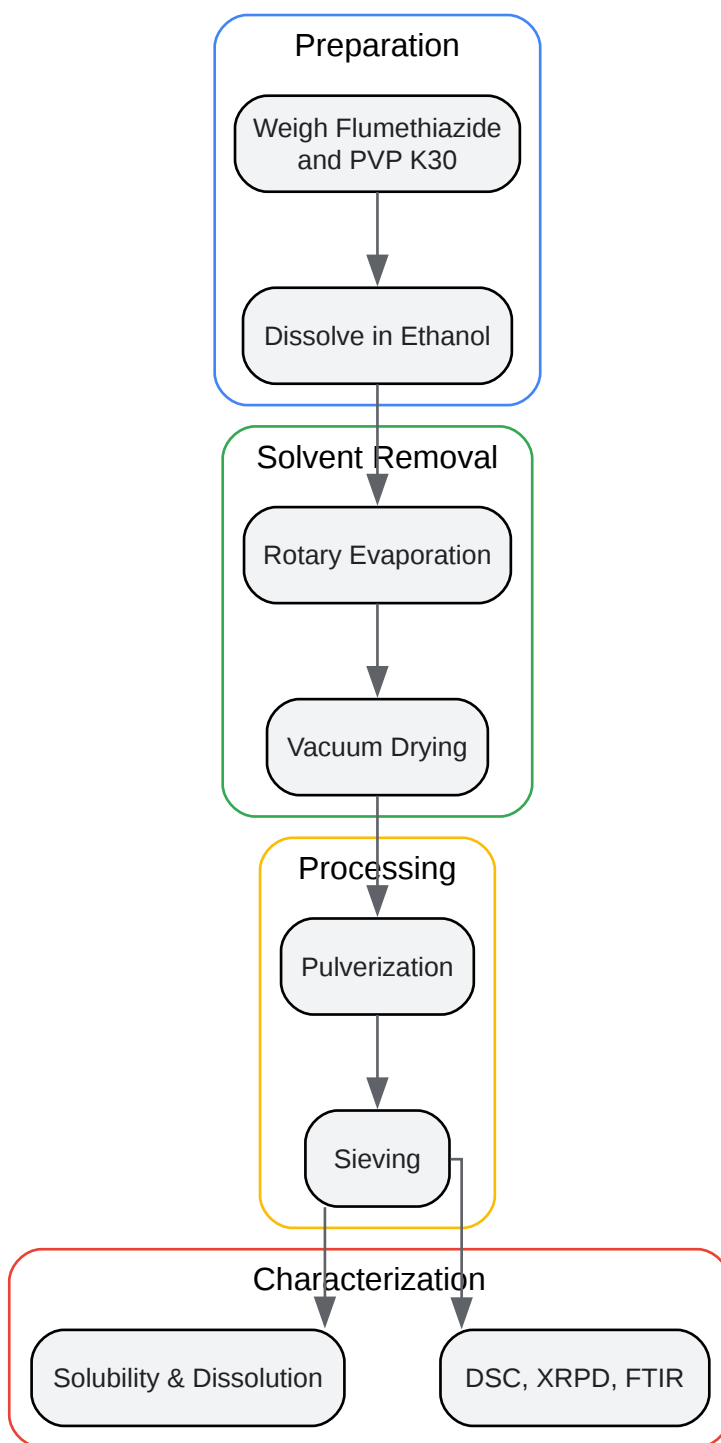 Preparation
Weigh Flumethiazide
and PVP K30
Dissolve in Ethanol
Solvent Removal
Rotary Evaporation
Vacuum Drying
Processing
Pulverization
Sieving
Characterization
Solubility & Dissolution
DSC, XRPD, FTIR